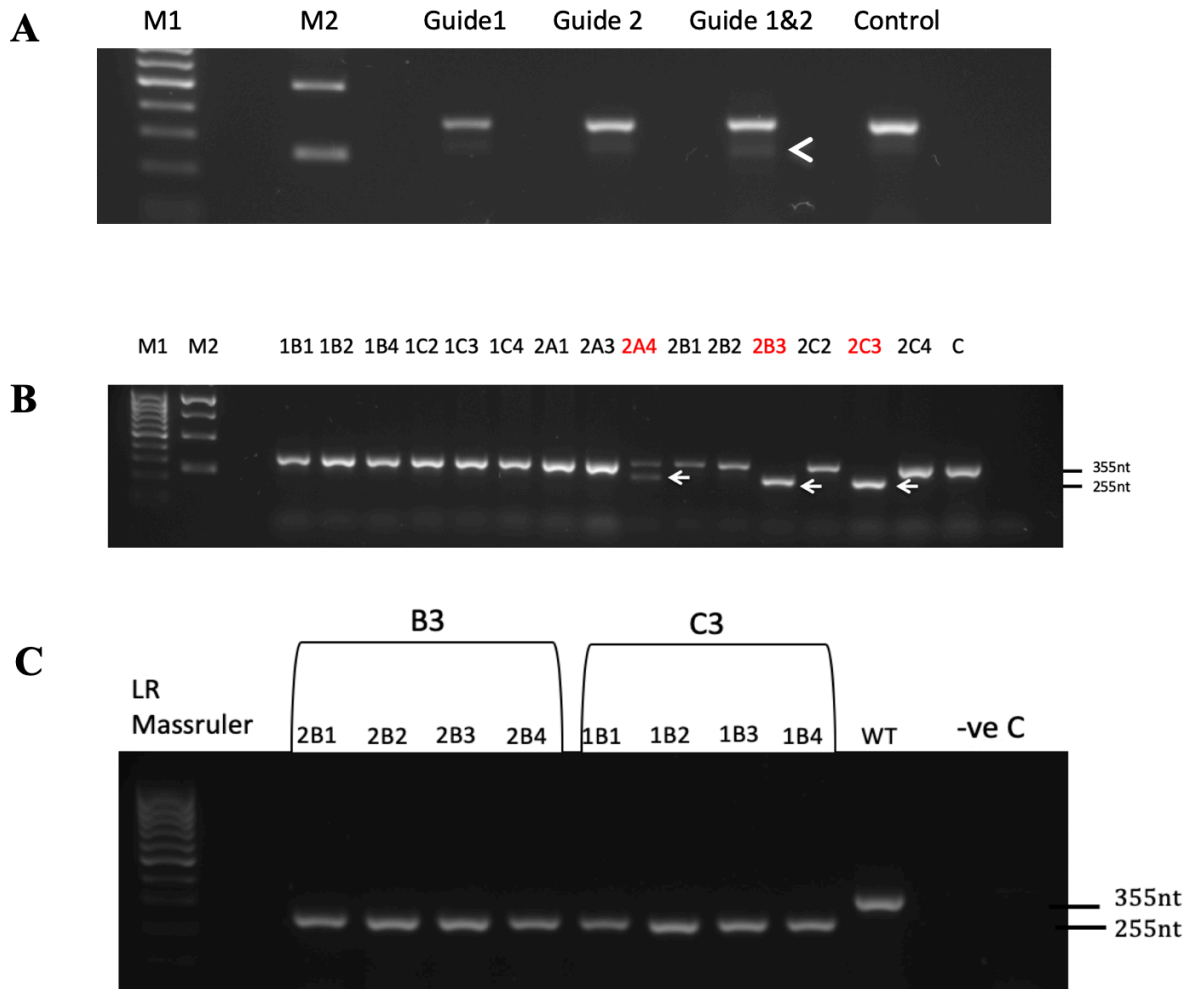 A
M1 M2 Guide1 Guide 2 Guide 1&2 Control
<
B
M1 M2 1B1 1B2 1B4 1C2 1C3 1C4 2A1 2A3 2A4 2B1 2B2 2B3 2C2 2C3 2C4 C
355nt
255nt
C
B3 C3
LR
Massruler
2B1 2B2 2B3 2B4 1B1 1B2 1B3 1B4 WT -ve C
355nt
255nt